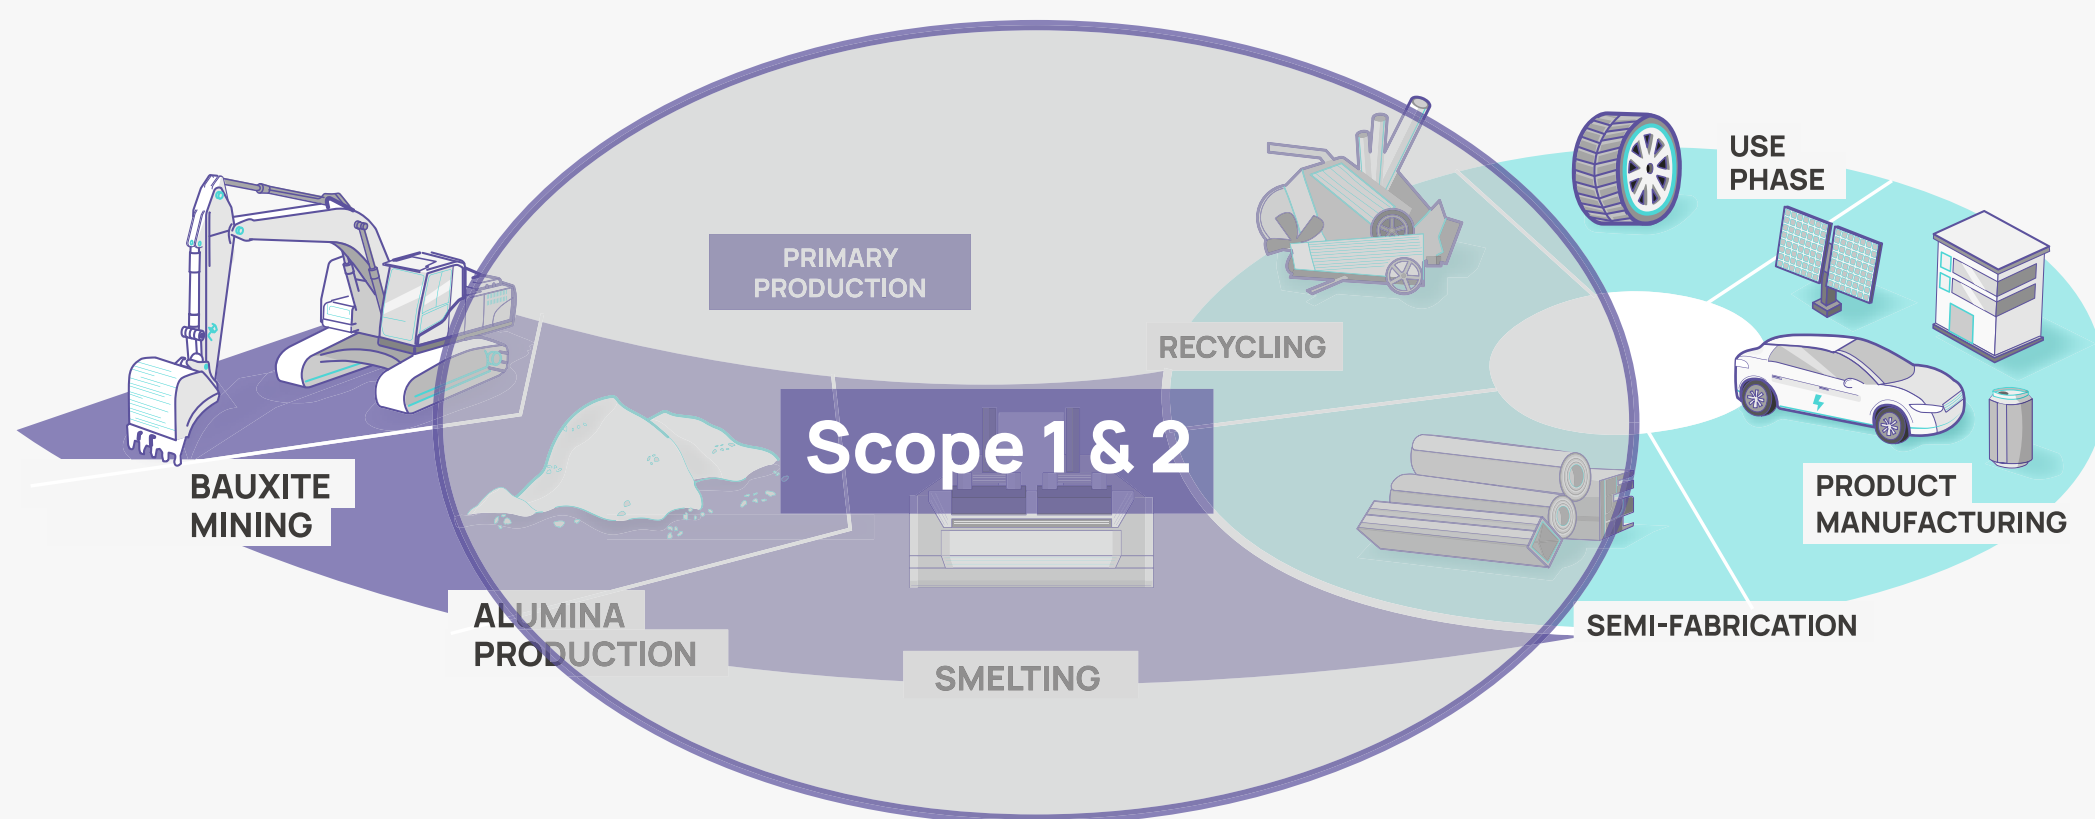 USE
PHASE
PRIMARY
PRODUCTION
RECYCLING
Scope 1 & 2
BAUXITE
MINING
PRODUCT
MANUFACTURING
ALUMINA
PRODUCTION
SEMI-FABRICATION
SMELTING